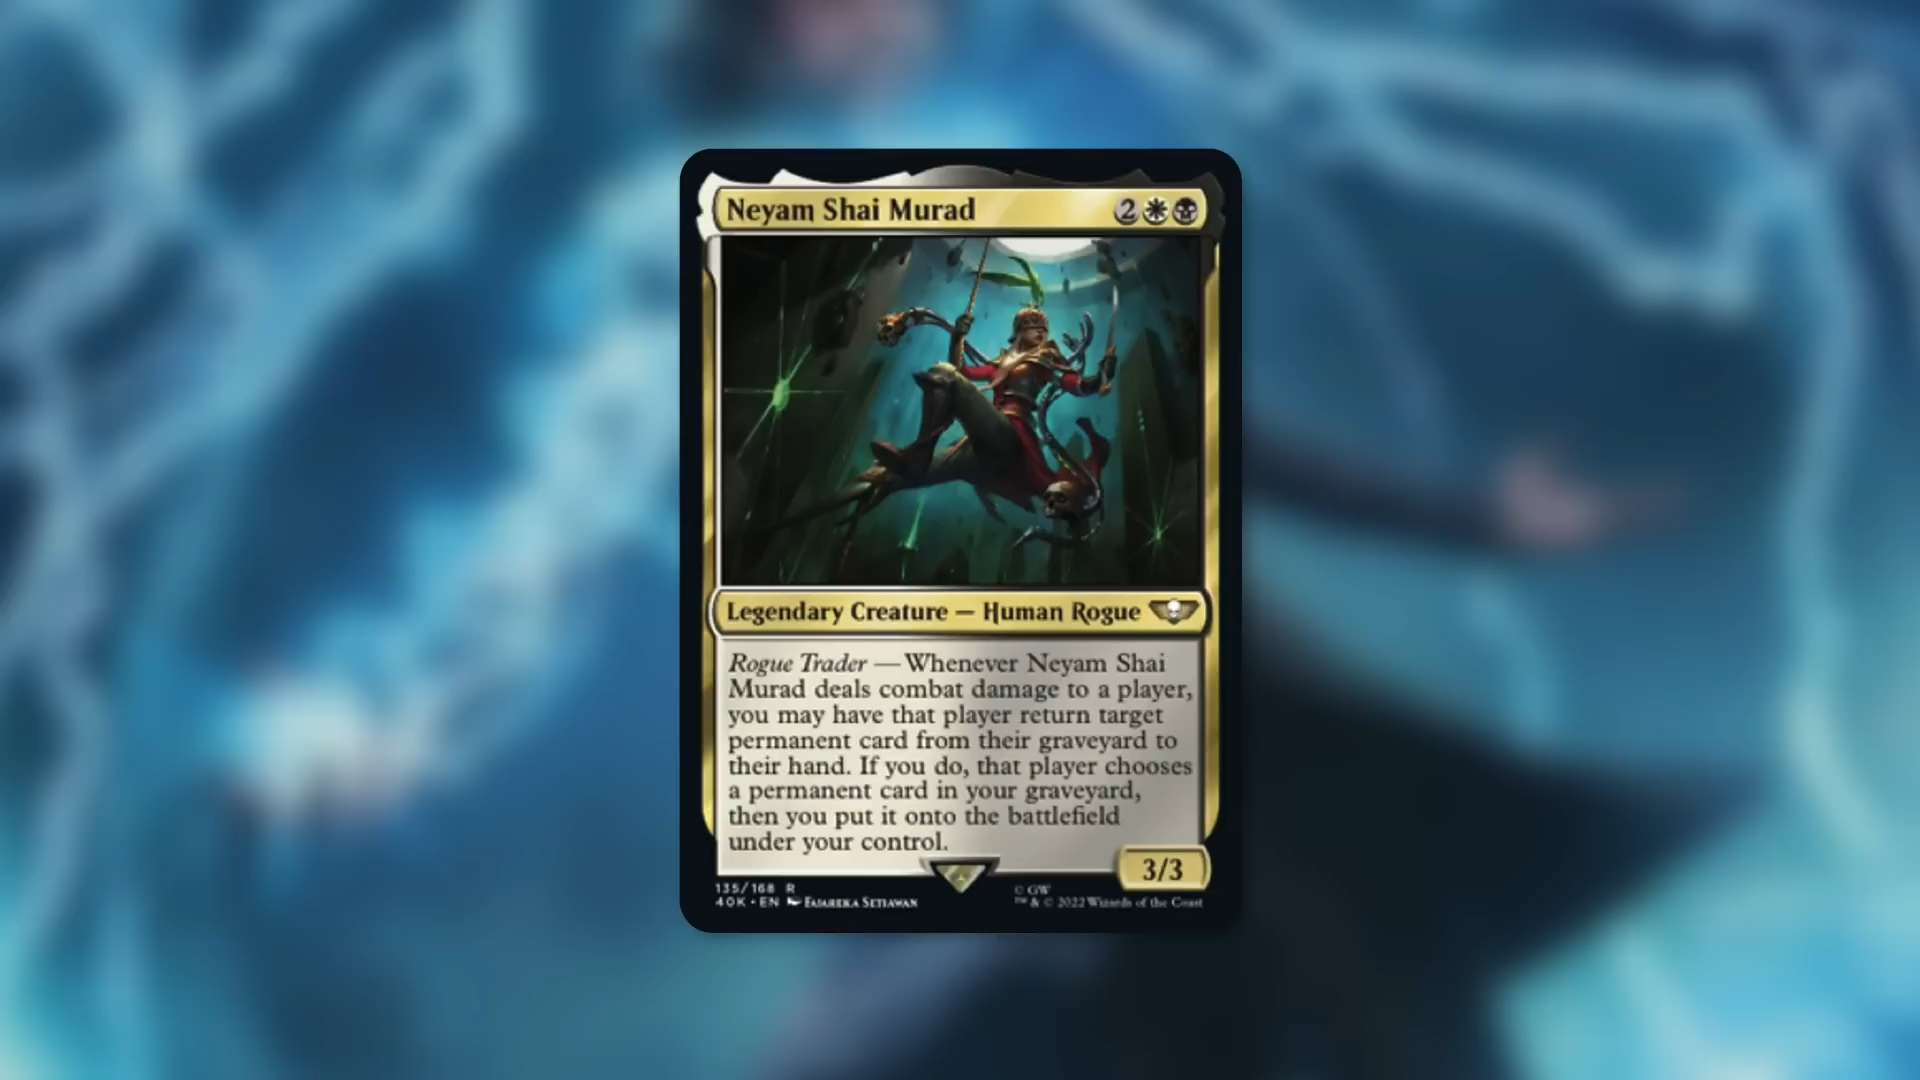 Neyam Shai Murad 2
Legendary Creature — Human Rogue
Rogue Trader — Whenever Neyam Shai
Murad deals combat damage to a player,
you may have that player return target
permanent card from their graveyard to
their hand. If you do, that player chooses
a permanent card in your graveyard,
then you put it onto the battlefield
under your control.
3/3
135/168 R
40K • EN Fajareka Setiawan
© GW
™ & © 2022 Wizards of the Coast